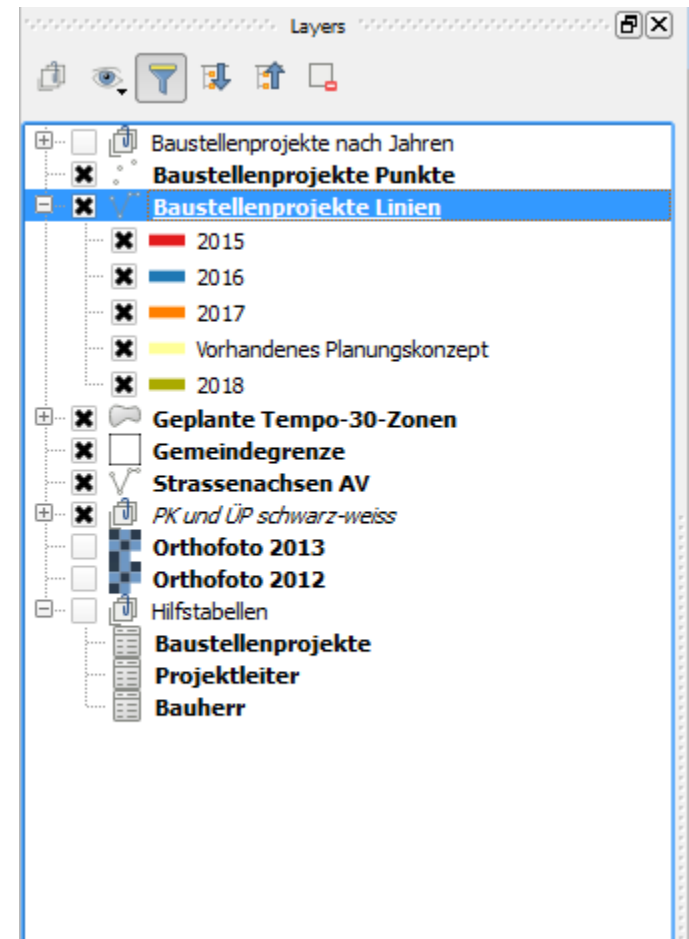 Layers
Baustellenprojekte nach Jahren
Baustellenprojekte Punkte
Baustellenprojekte Linien
2015
2016
2017
Vorhandenes Planungskonzept
2018
Geplante Tempo-30-Zonen
Gemeindegrenze
Strassenachsen AV
PK und ÜP schwarz-weiss
Orthofoto 2013
Orthofoto 2012
Hilfstabellen
Baustellenprojekte
Projektleiter
Bauherr